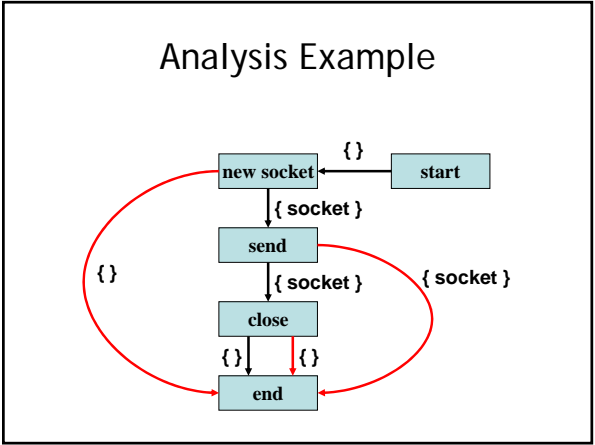 Analysis Example
{ }
new socket
start
{ socket }
send
{ }
{ socket }
{ socket }
close
{ }
{ }
end